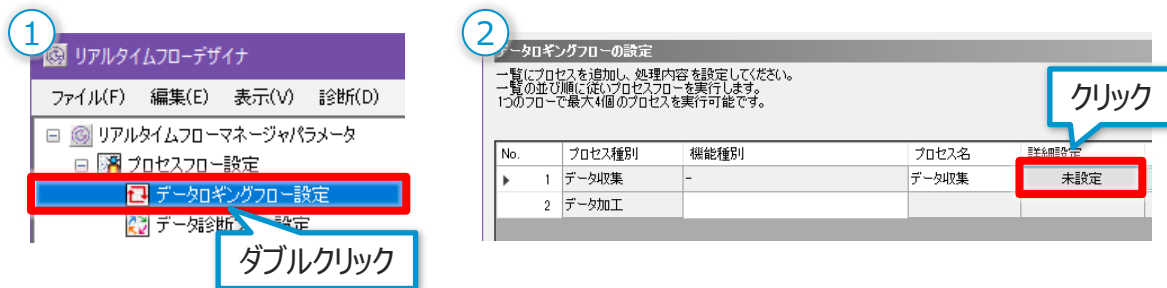 ①
リアルタイムフローデザイナ
ファイル(F) 編集(E) 表示(V) 診断(D)
リアルタイムフローマネージャパラメータ
プロセスフロー設定
データロギングフロー設定
データ診断
ダブルクリック
②
データロギングフローの設定
一覧にプロセスを追加し、処理内容を設定してください。
一覧の並び順に従いプロセスフローを実行します。
1つのフローで最大4個のプロセスを実行可能です。
クリック
No. プロセス種別 機能種別 プロセス名 詳細設定
1 データ収集 - データ収集 未設定
2 データ加工